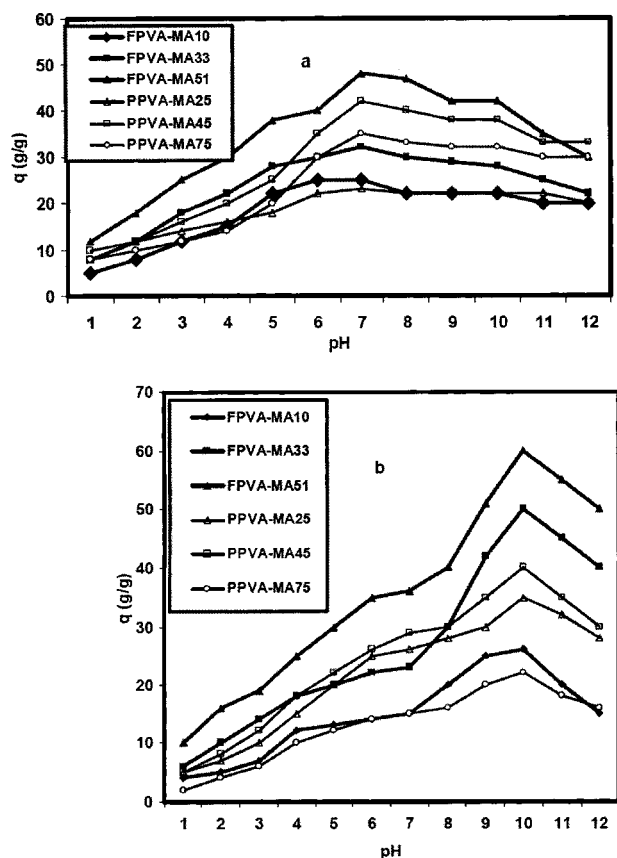 60
50
40
30
20
10
0
q (g/g)
FPVA-MA10
FPVA-MA33
FPVA-MA51
PPVA-MA25
PPVA-MA45
PPVA-MA75
a
1 2 3 4 5 6 7 8 9 10 11 12
pH
70
60
50
40
30
20
10
0
q (g/g)
FPVA-MA10
FPVA-MA33
FPVA-MA51
PPVA-MA25
PPVA-MA45
PPVA-MA75
b
1 2 3 4 5 6 7 8 9 10 11 12
pH